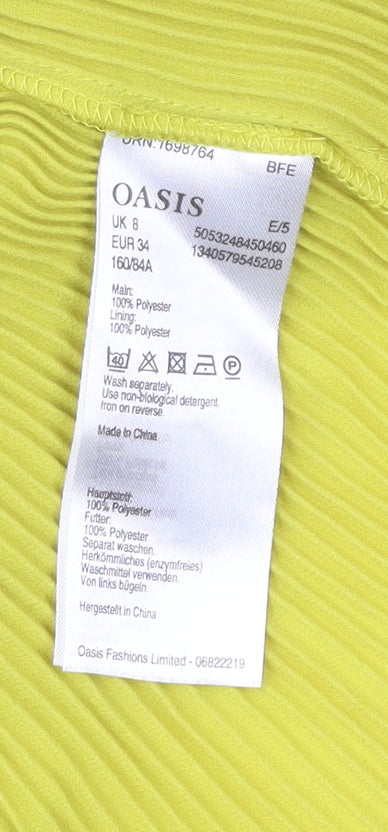 URN:1698764
BFE
OASIS
UK 8 E/5
EUR 34 5053248450460
160/84A 1340579545208
Main:
100% Polyester
Lining:
100% Polyester
40 P
Wash separately.
Use non-biological detergent.
Iron on reverse.
Made in China
Hauptstoff:
100% Polyester
Futter:
100% Polyester
Separat waschen.
Herkömmliches (enzymfreies)
Waschmittel verwenden.
Von links bügeln.
Hergestellt in China
Oasis Fashions Limited - 06822219